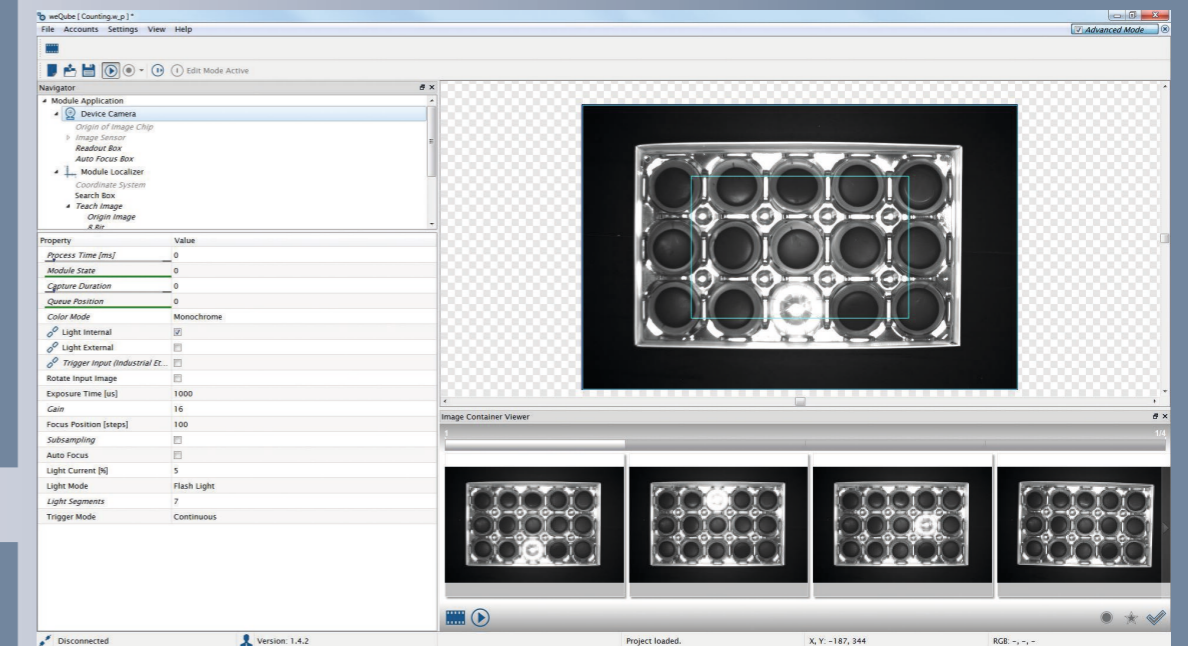 weQube [ Counting.w_p ] *
File Accounts Settings View Help
Advanced Mode
Edit Mode Active
Navigator
Module Application
Device Camera
Origin of Image Chip
Image Sensor
Readout Box
Auto Focus Box
Module Localizer
Coordinate System
Search Box
Teach Image
Origin Image
Property Value
Process Time [ms] 0
Module State 0
Capture Duration 0
Queue Position 0
Color Mode Monochrome
Light Internal
Light External
Trigger Input (Industrial Et...
Rotate Input Image
Exposure Time [us] 1000
Gain 16
Focus Position [steps] 100
Subsampling
Auto Focus
Light Current [%] 5
Light Mode Flash Light
Light Segments 7
Trigger Mode Continuous
Image Container Viewer
1 1/4
Disconnected Version: 1.4.2 Project loaded. X, Y: -187, 344 RGB: -, -, -